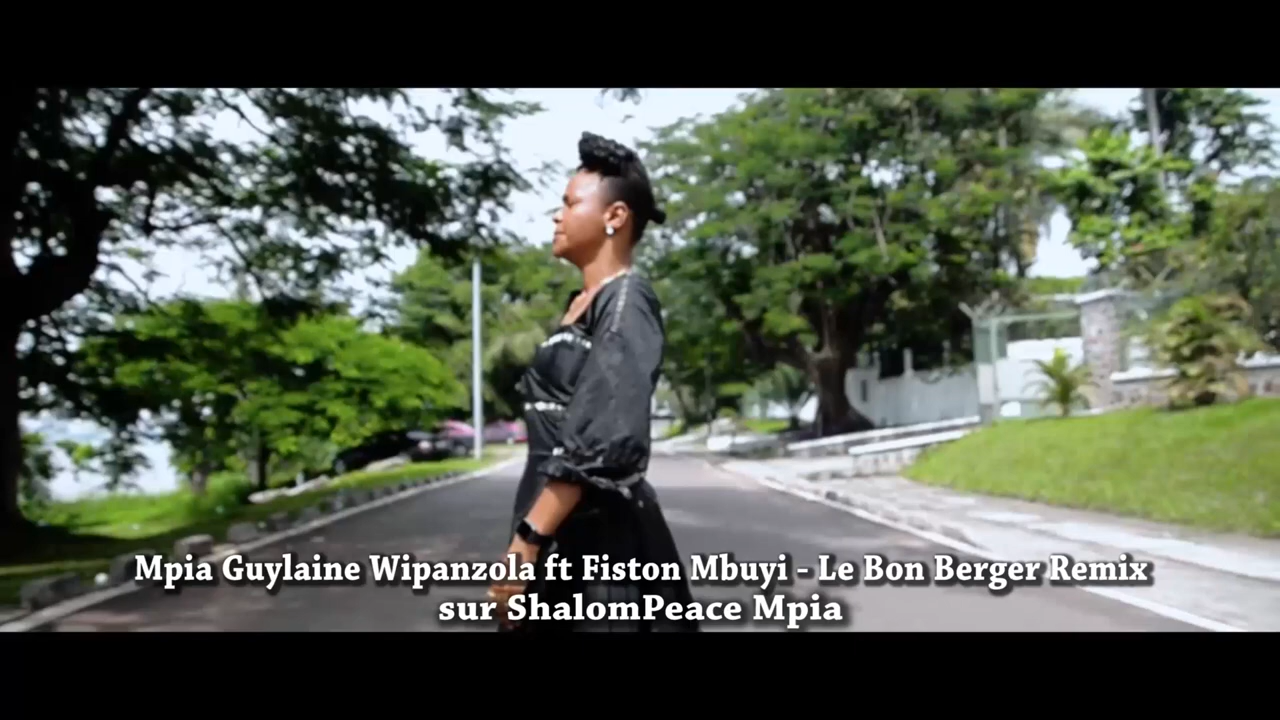 Mpia Guylaine Wipanzola ft Fiston Mbuyi - Le Bon Berger Remix
sur ShalomPeace Mpia